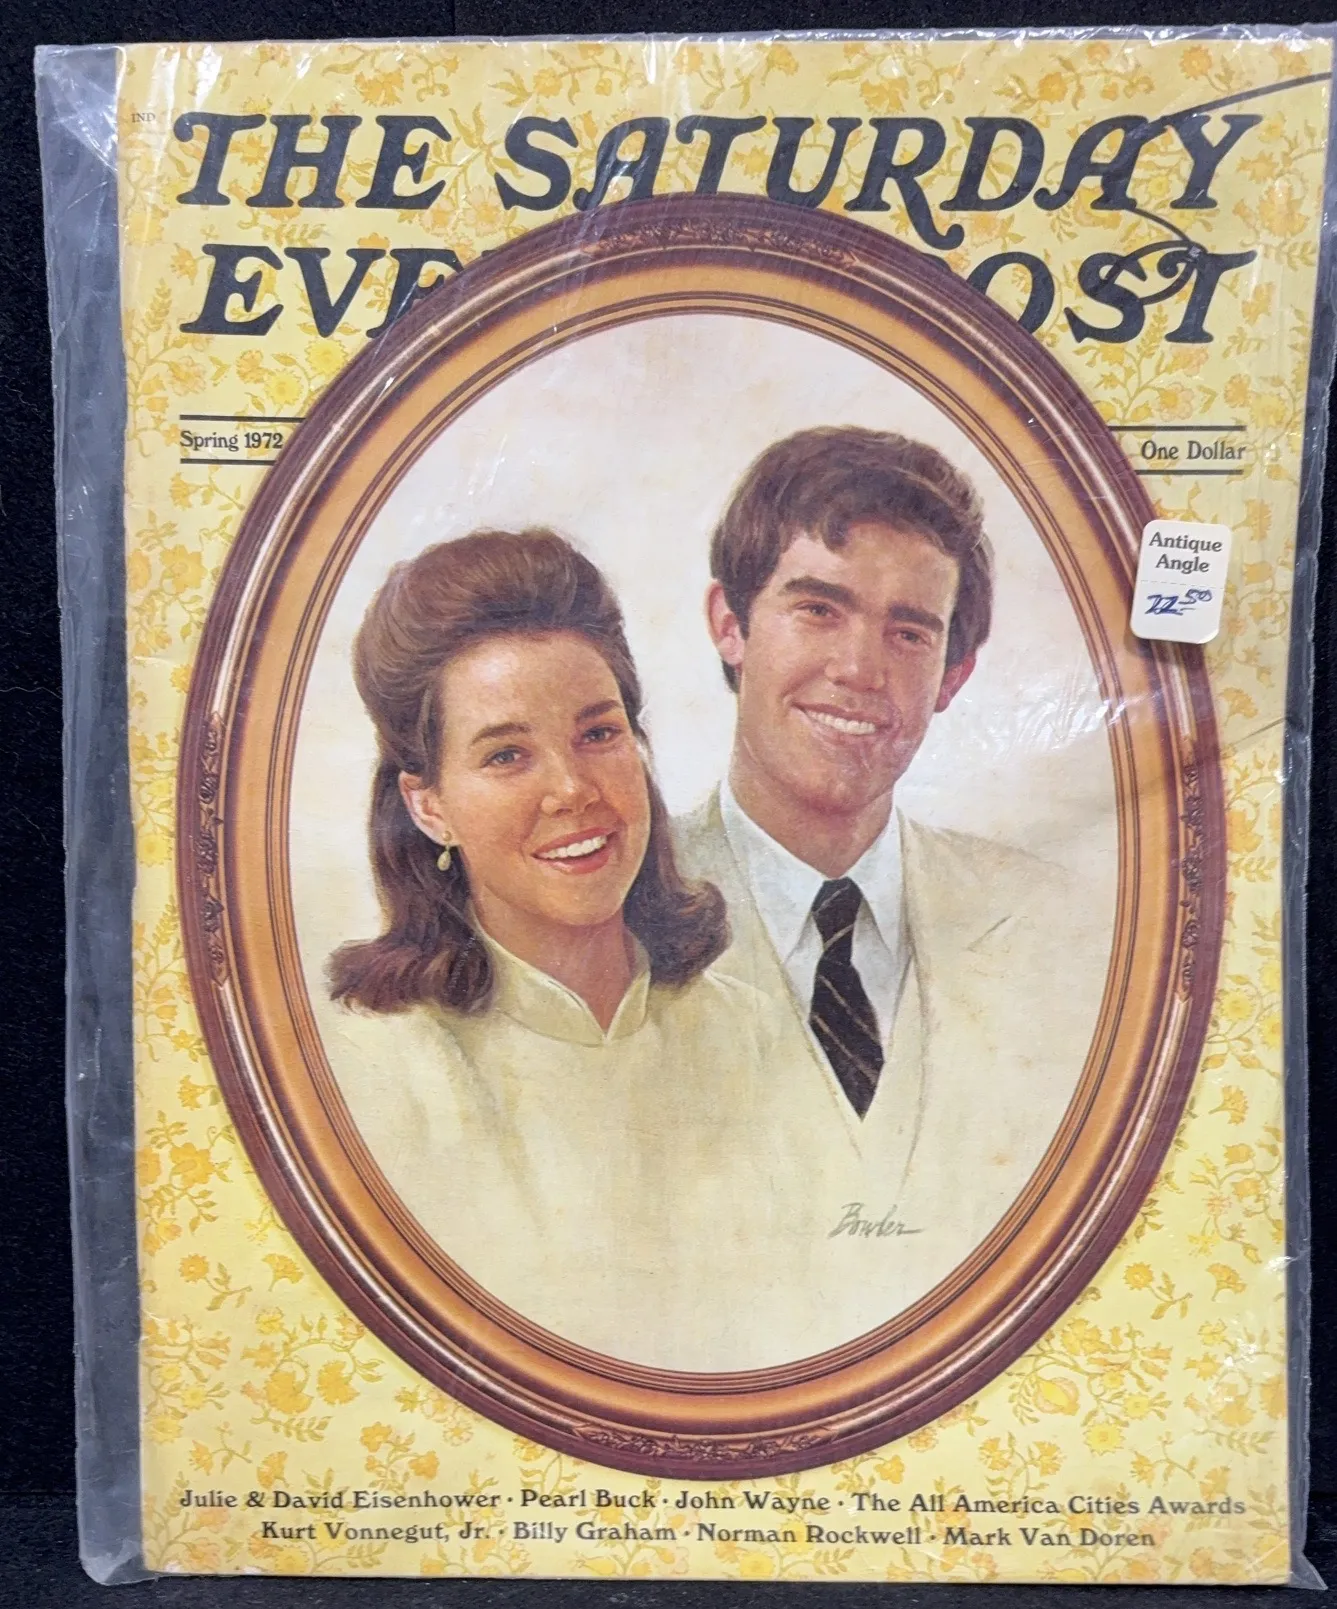 IND
THE SATURDAY
EVE OST
Spring 1972
One Dollar
Antique
Angle
22.50
Bowler
Julie & David Eisenhower · Pearl Buck · John Wayne · The All America Cities Awards
Kurt Vonnegut, Jr. · Billy Graham · Norman Rockwell · Mark Van Doren